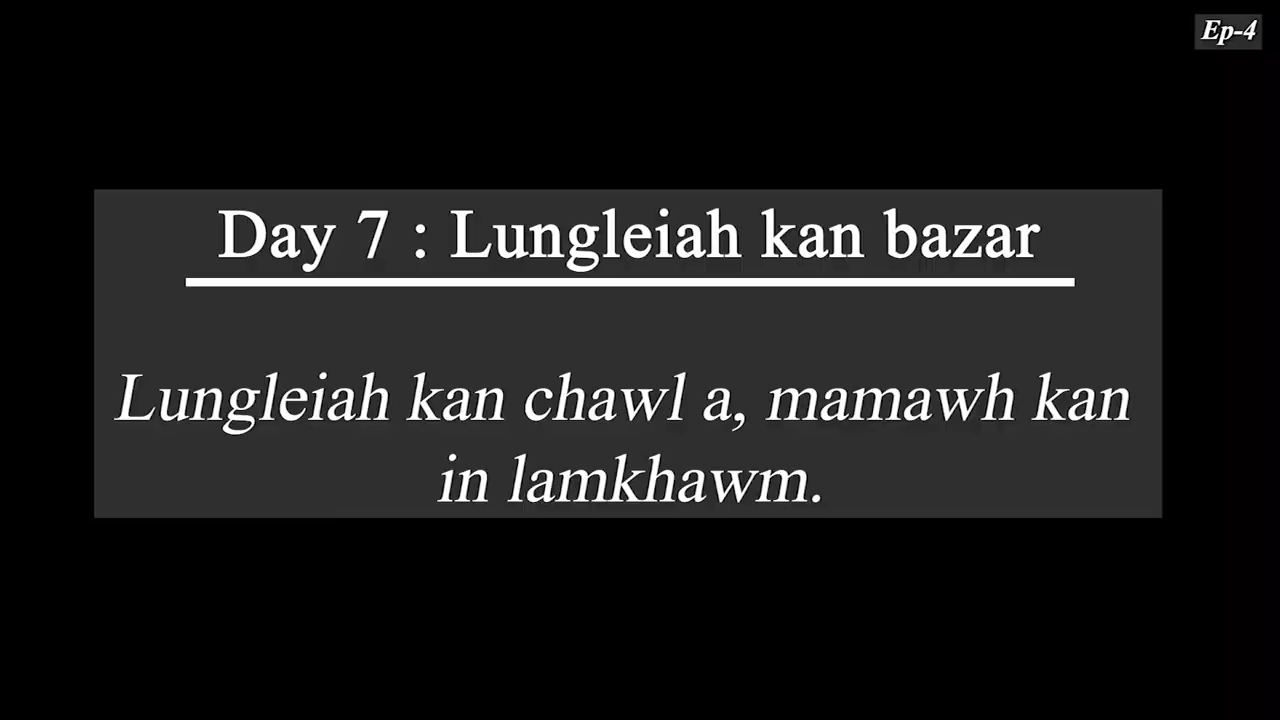 Ep-4
Day 7 : Lungleiah kan bazar
Lungleiah kan chawl a, mamawh kan
in lamkhawm.